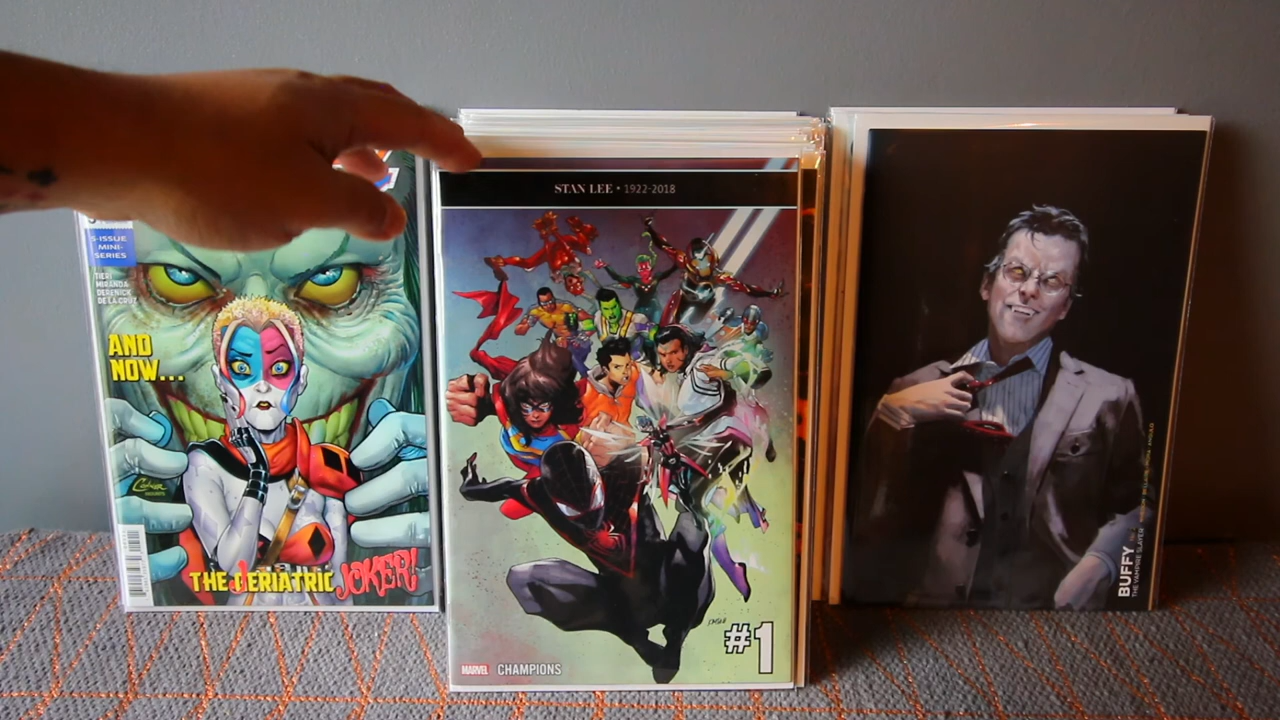 5-ISSUE
MINI-
SERIES
TIERI
MIRANDA
DERENICK
DE LA CRUZ
AND
NOW...
THE GERIATRIC JOKER!
STAN LEE • 1922-2018
#1
MARVEL CHAMPIONS
BUFFY
THE VAMPIRE SLAYER